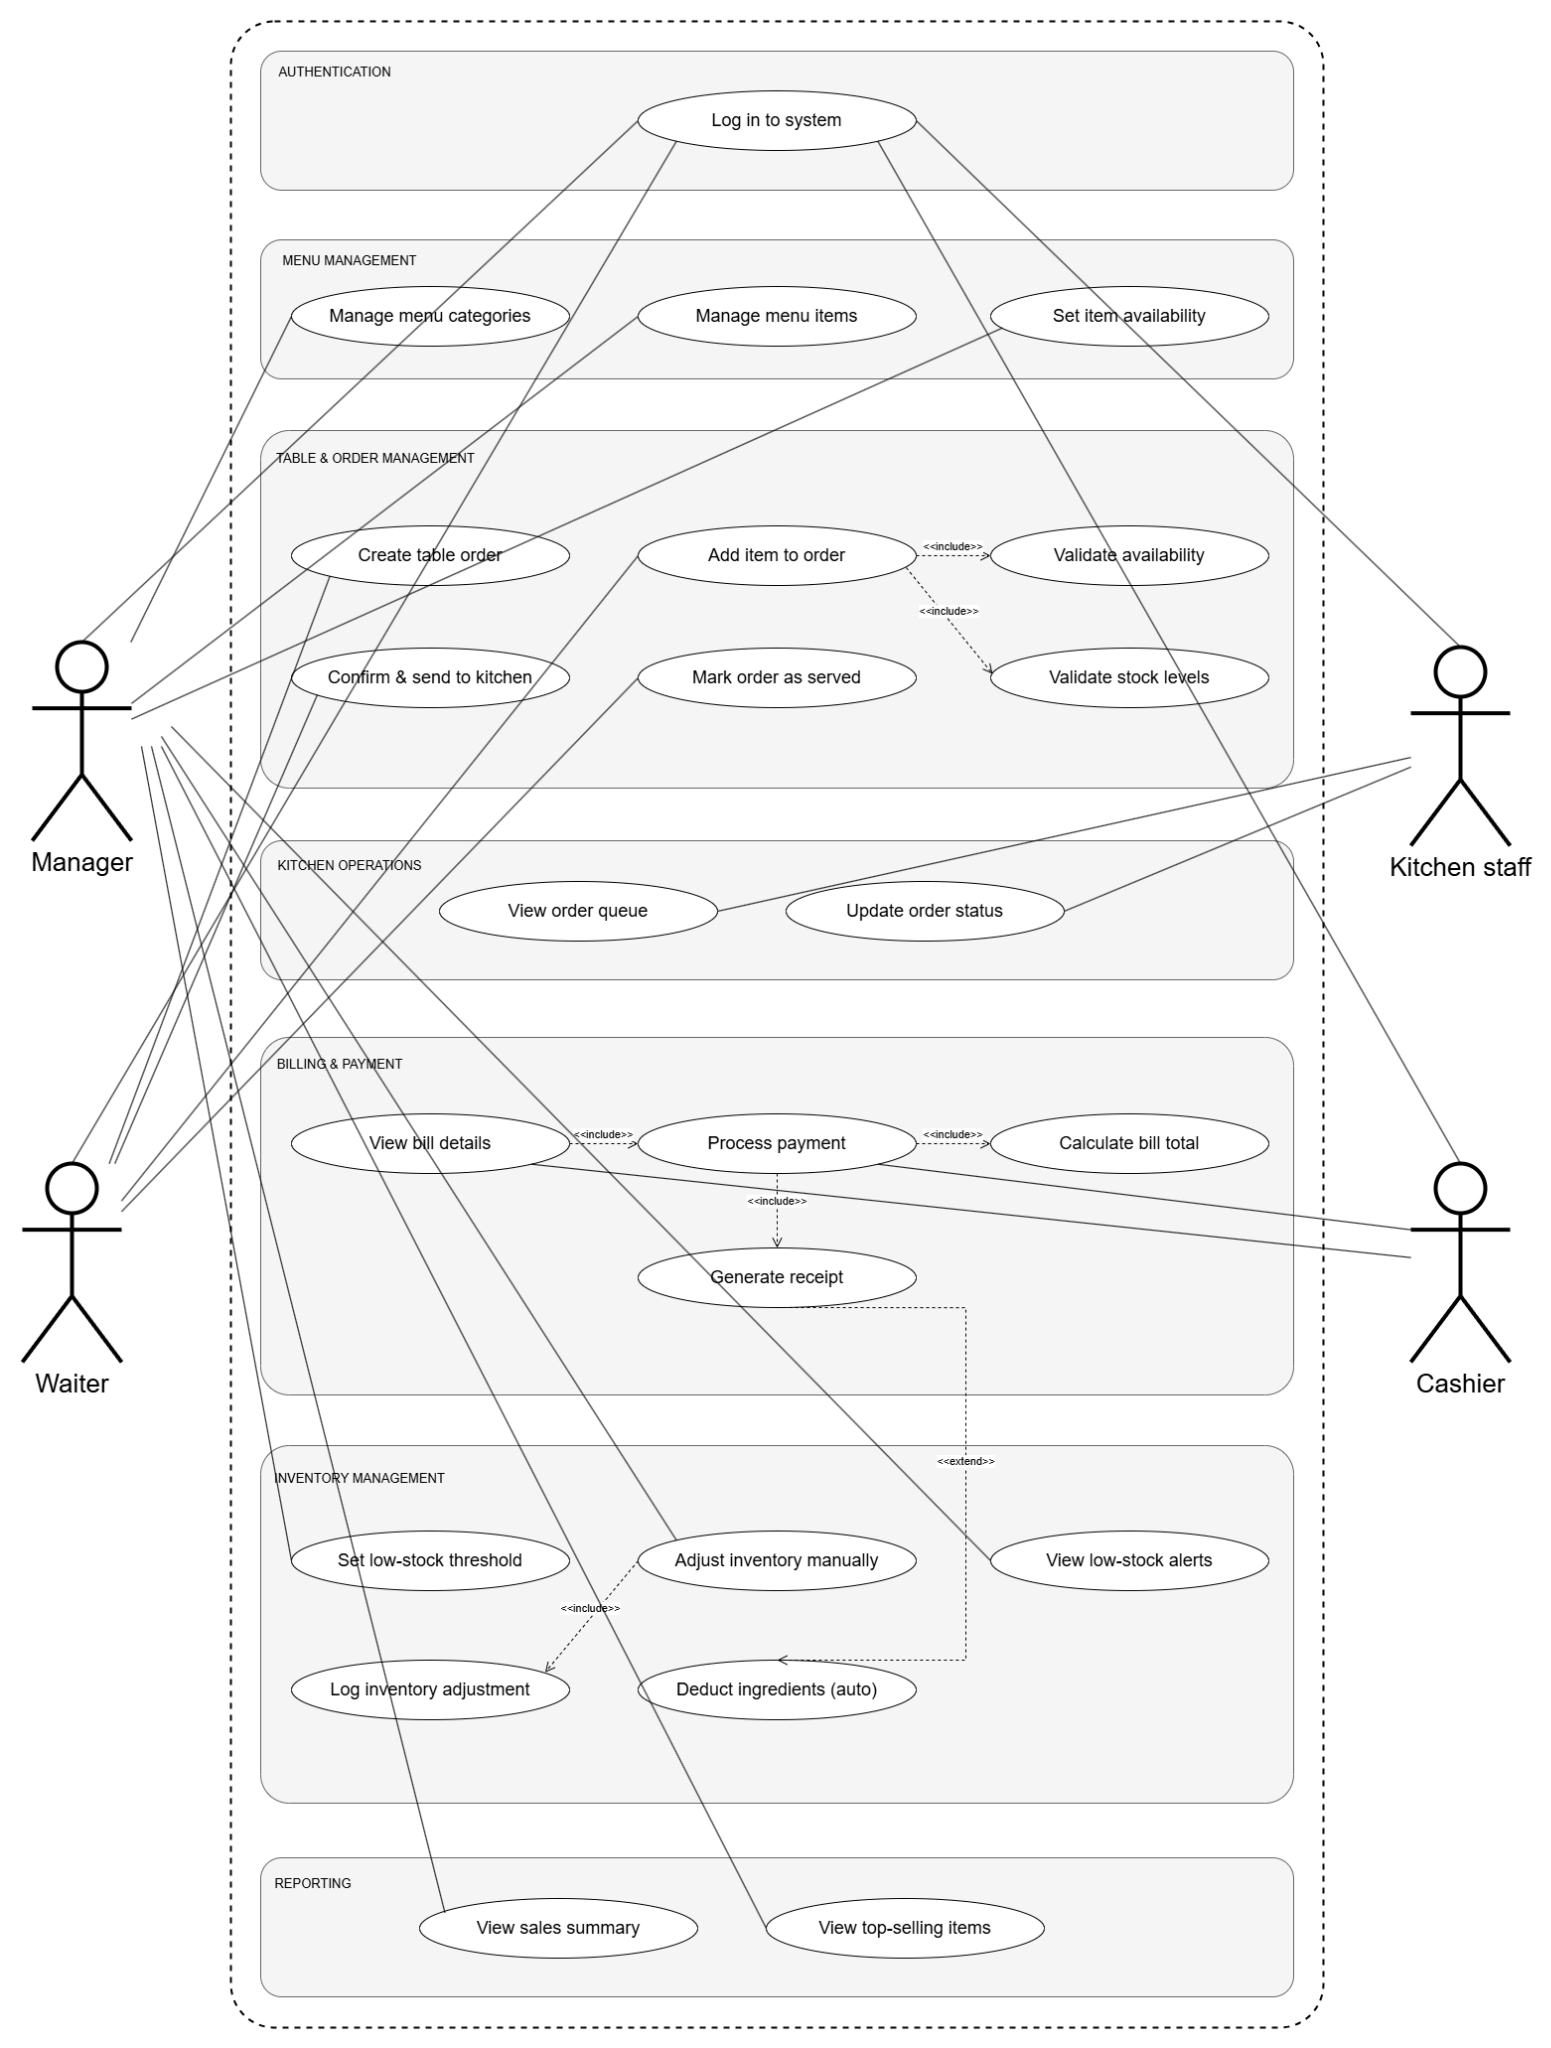 AUTHENTICATION
Log in to system
MENU MANAGEMENT
Manage menu categories
Manage menu items
Set item availability
TABLE & ORDER MANAGEMENT
Create table order
Add item to order
<<include>>
Validate availability
<<include>>
Confirm & send to kitchen
Mark order as served
Validate stock levels
Manager
Kitchen staff
KITCHEN OPERATIONS
View order queue
Update order status
BILLING & PAYMENT
View bill details
<<include>>
Process payment
<<include>>
Calculate bill total
<<include>>
Generate receipt
Waiter
Cashier
<<extend>>
INVENTORY MANAGEMENT
Set low-stock threshold
Adjust inventory manually
View low-stock alerts
<<include>>
Log inventory adjustment
Deduct ingredients (auto)
REPORTING
View sales summary
View top-selling items